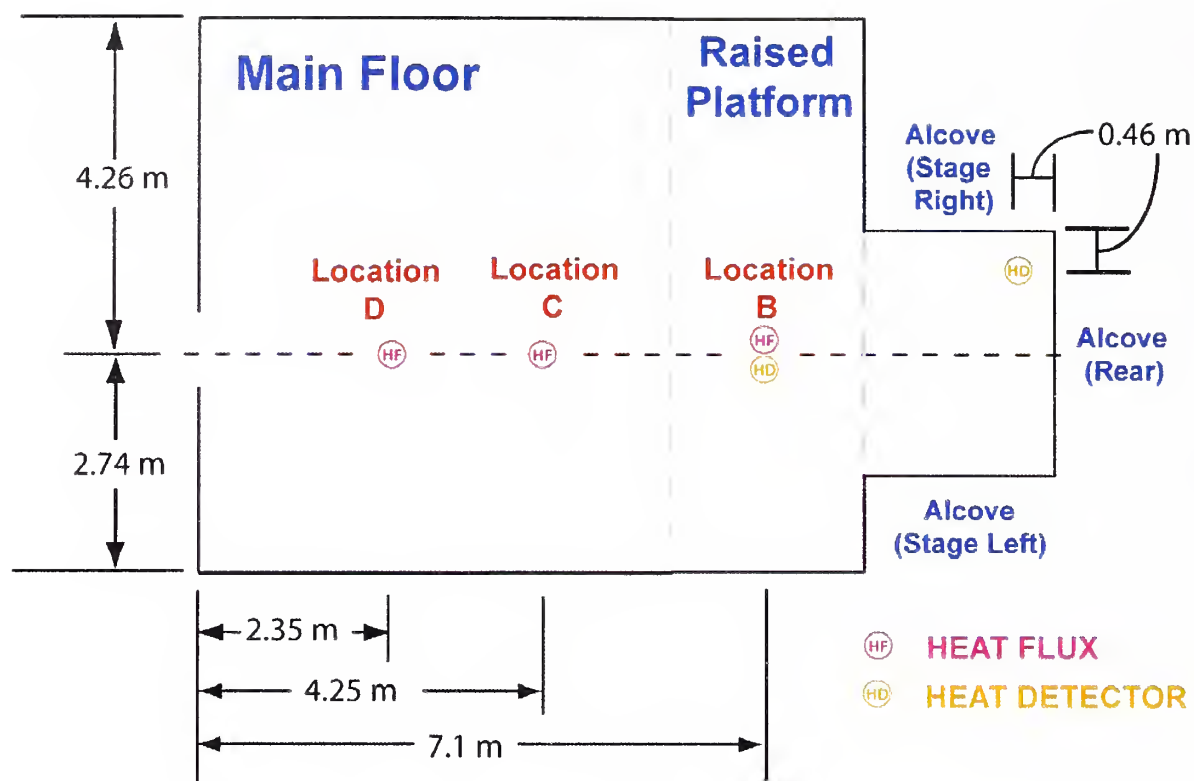 Main Floor
Raised
Platform
Alcove
(Stage
Right)
0.46 m
4.26 m
HD
Location
D
Location
C
Location
B
HF
HF
HF
HD
Alcove
(Rear)
2.74 m
Alcove
(Stage Left)
2.35 m
4.25 m
7.1 m
HF HEAT FLUX
HD HEAT DETECTOR